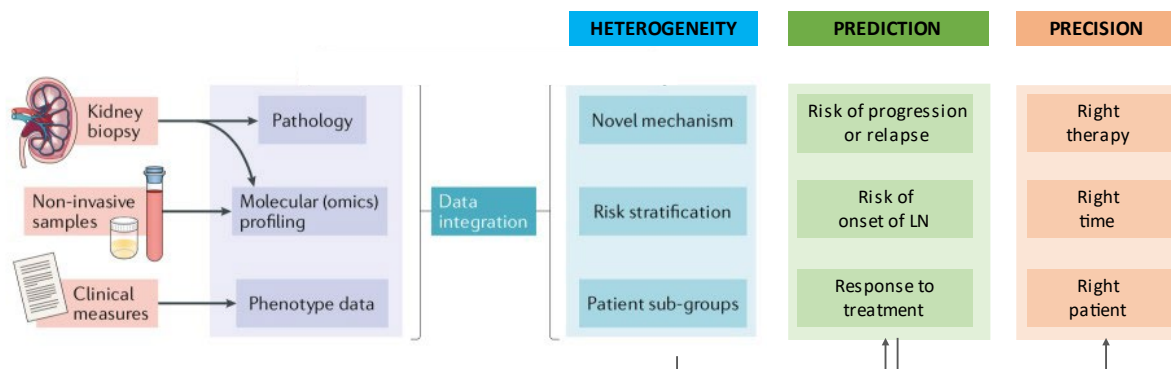 HETEROGENEITY
PREDICTION
PRECISION
Kidney
biopsy
Pathology
Novel mechanism
Risk of progression
or relapse
Right
therapy
Non-invasive
samples
Molecular (omics)
profiling
Data
integration
Risk stratification
Risk of
onset of LN
Right
time
Clinical
measures
Phenotype data
Patient sub-groups
Response to
treatment
Right
patient